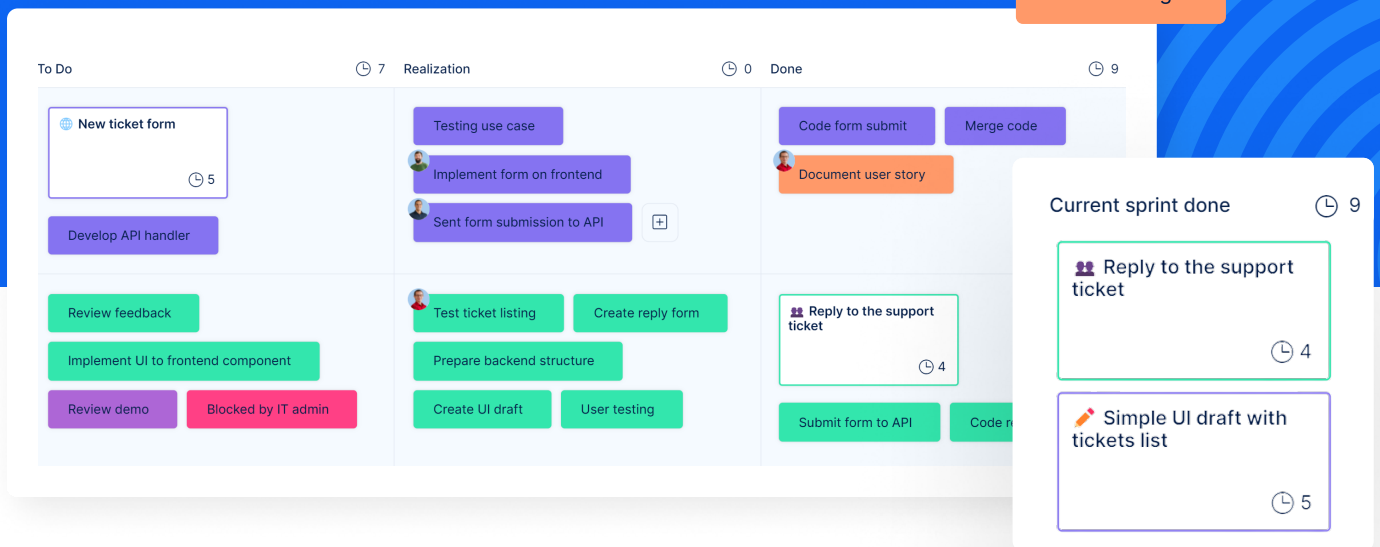 To Do
7
Realization
0
Done
9
New ticket form
5
Develop API handler
Testing use case
Implement form on frontend
Sent form submission to API
Code form submit
Merge code
Document user story
Review feedback
Implement UI to frontend component
Review demo
Blocked by IT admin
Test ticket listing
Create reply form
Prepare backend structure
Create UI draft
User testing
Reply to the support
ticket
4
Submit form to API
Code
Current sprint done
9
Reply to the support
ticket
4
Simple UI draft with
tickets list
5